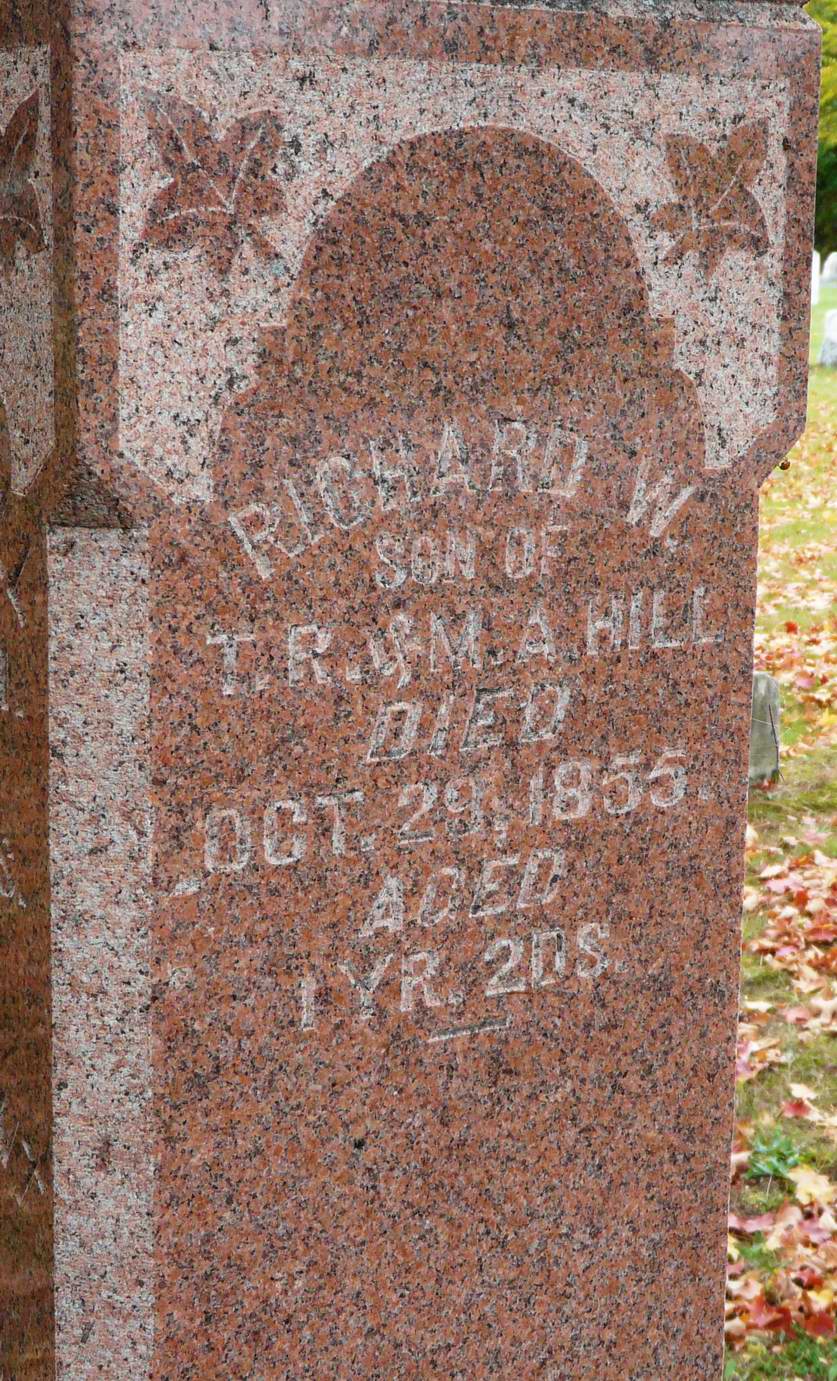 RICHARD W.
SON OF
T. R. & M. A. HILL
DIED
OCT. 29, 1855.
AGED
1 YR. 2 DS.